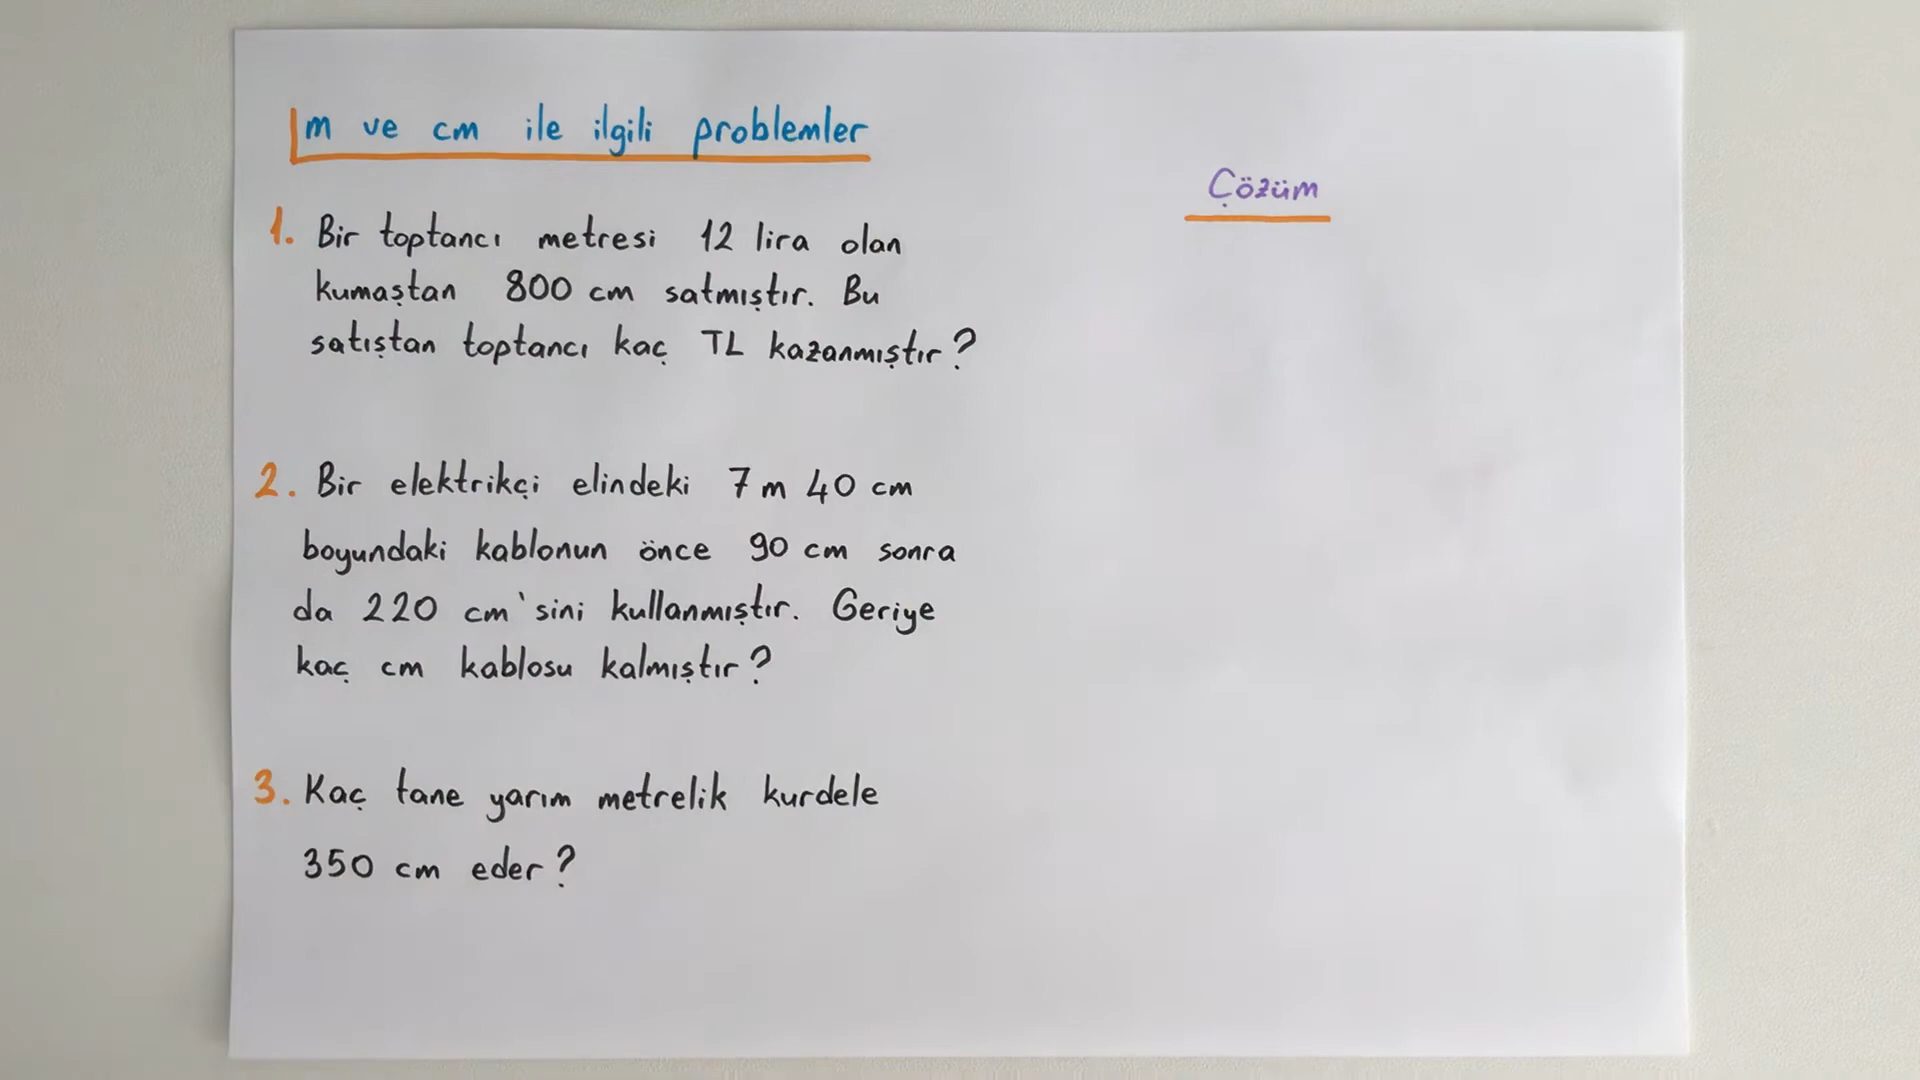 m ve cm ile ilgili problemler
Çözüm
1. Bir toptancı metresi 12 lira olan
kumaştan 800 cm satmıştır. Bu
satıştan toptancı kaç TL kazanmıştır?
2. Bir elektrikçi elindeki 7 m 40 cm
boyundaki kablonun önce 90 cm sonra
da 220 cm'sini kullanmıştır. Geriye
kaç cm kablosu kalmıştır?
3. Kaç tane yarım metrelik kurdele
350 cm eder?